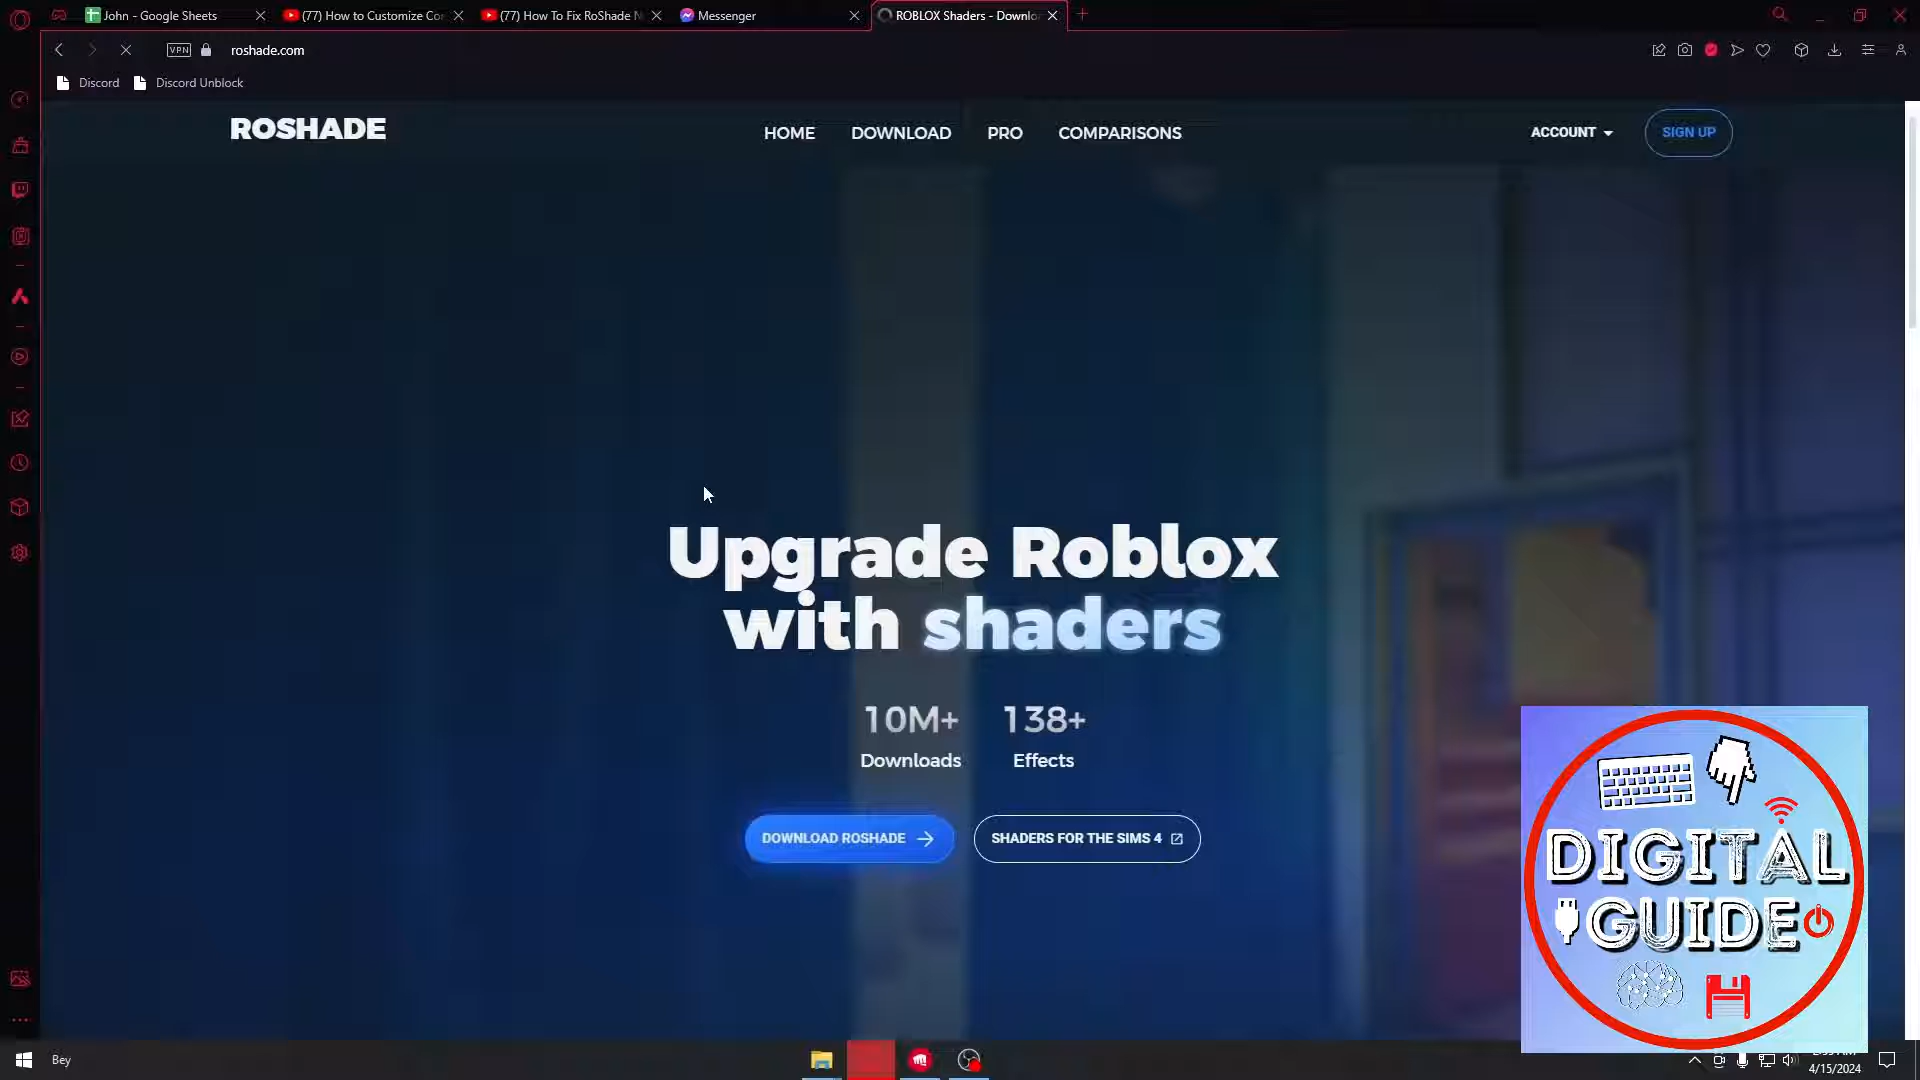 John - Google Sheets
(77) How to Customize Co
(77) How To Fix RoShade N
Messenger
ROBLOX Shaders - Downlo
VPN
roshade.com
Discord
Discord Unblock
ROSHADE
HOME
DOWNLOAD
PRO
COMPARISONS
ACCOUNT
SIGN UP
Upgrade Roblox
with shaders
10M+
138+
Downloads
Effects
DOWNLOAD ROSHADE
SHADERS FOR THE SIMS 4
DIGITAL
GUIDE
Bey
4/15/2024